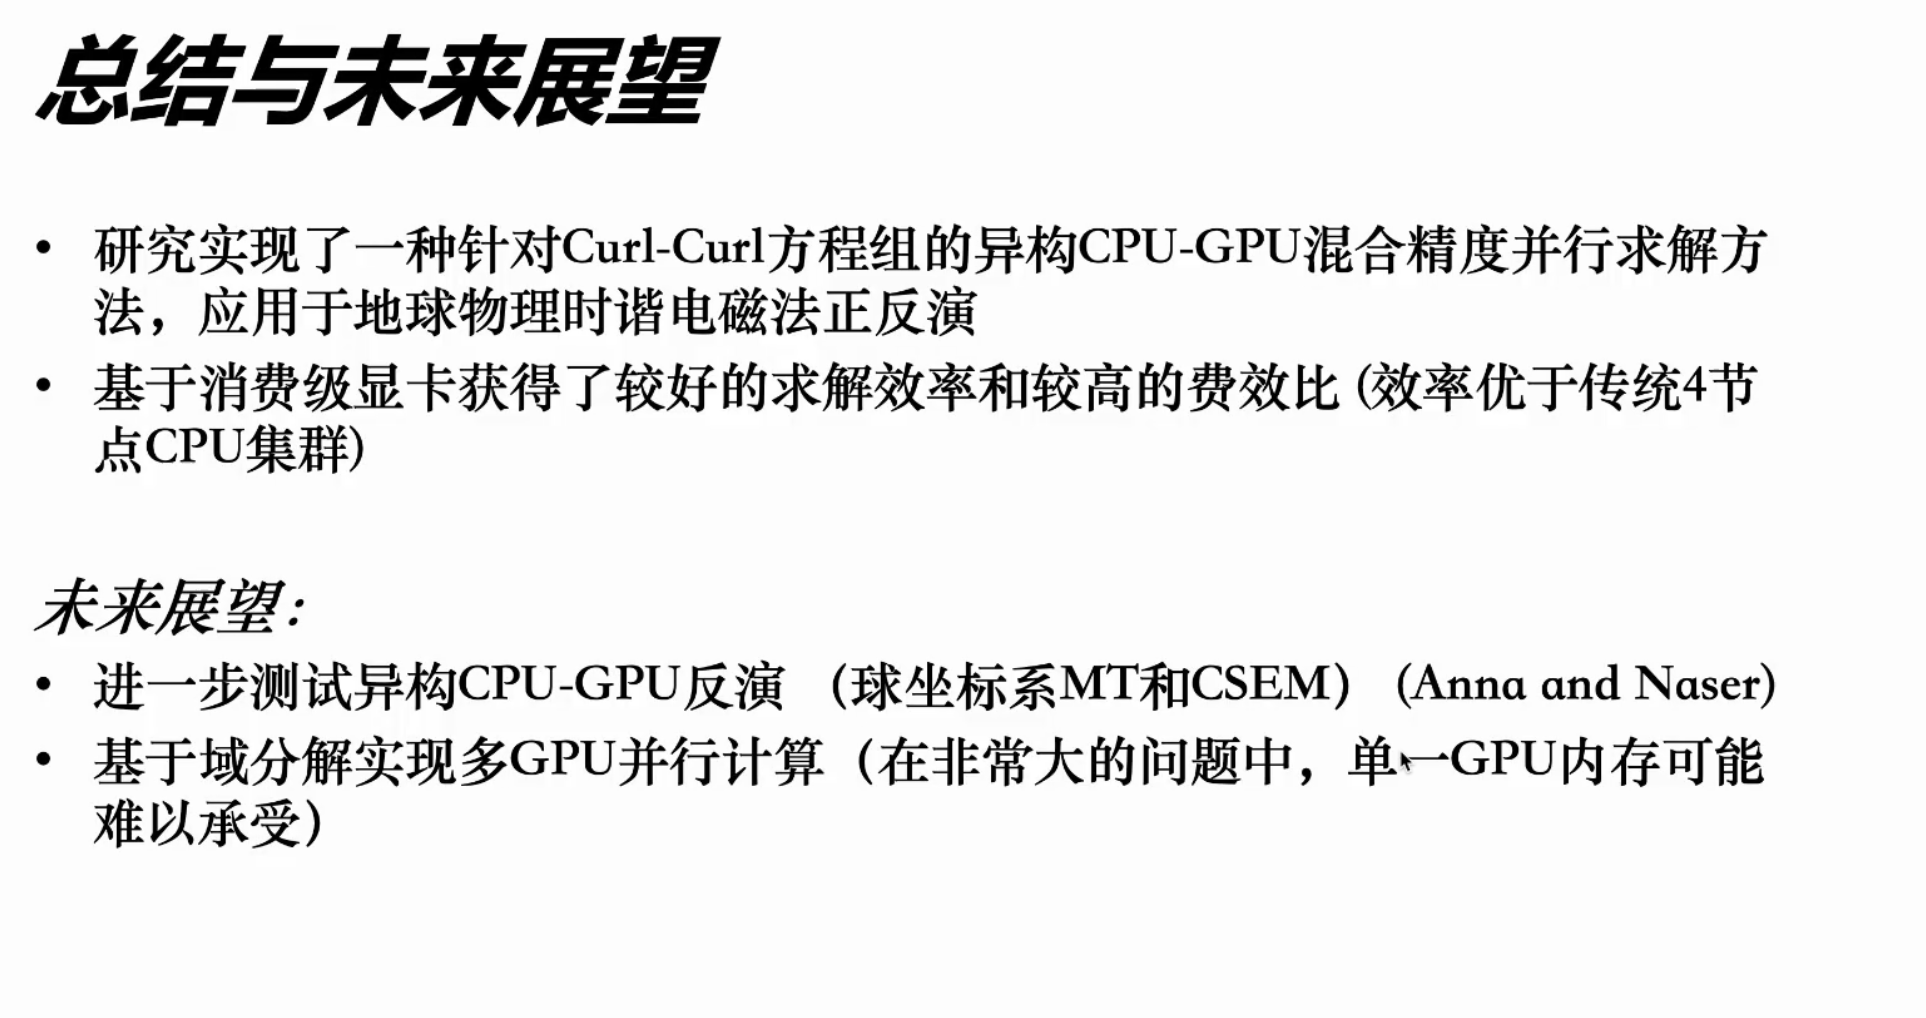 总结与未来展望
• 研究实现了一种针对Curl-Curl方程组的异构CPU-GPU混合精度并行求解方
法，应用于地球物理时谐电磁法正反演
• 基于消费级显卡获得了较好的求解效率和较高的费效比 (效率优于传统4节
点CPU集群)
未来展望：
• 进一步测试异构CPU-GPU反演 （球坐标系MT和CSEM） (Anna and Naser)
• 基于域分解实现多GPU并行计算（在非常大的问题中，单一GPU内存可能
难以承受）